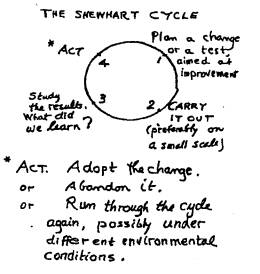 THE SHEWHART CYCLE
* ACT
4
Plan a change
or a test,
aimed at
improvement
1
Study
the results.
What did
we learn?
3
2. CARRY
IT OUT
(preferably on
a small scale)
* ACT. Adopt the change.
or Abandon it.
or Run through the cycle
again, possibly under
different environmental
conditions.